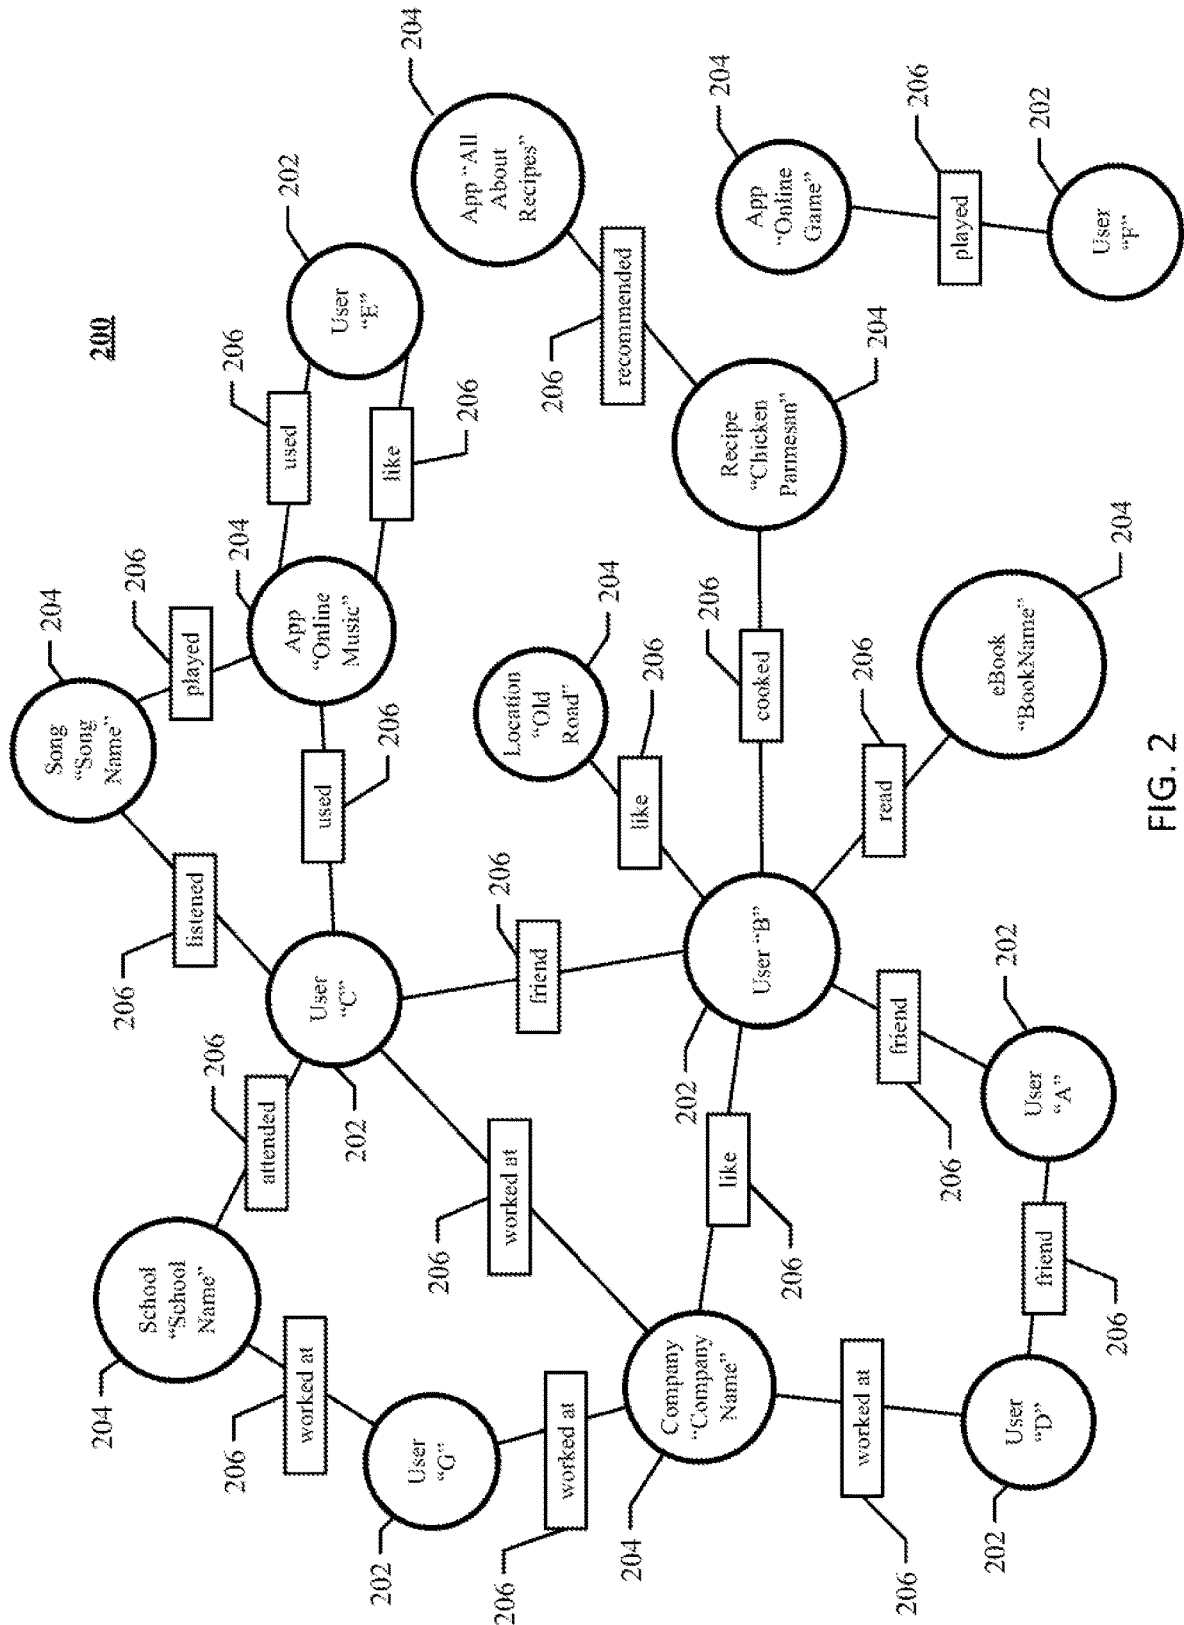 200
204
School
"School
Name"
206
Song
"Song
Name"
204
206
listened
played
206
206
206
attended
worked at
204
used
202
User
"C"
202
used
App
"Online
Music"
User
"E"
202
206
like
User
"G"
206
206
204
App "All
About
Recipes"
206
worked at
206
friend
Location
"Old
Road"
206
worked at
204
recommended
204
like
206
202
Company
"Company
Name"
206
204
like
User "B"
cooked
Recipe
"Chicken
Parmesan"
App
"Online
Game"
206
worked at
206
204
read
friend
206
206
206
played
202
202
User
"D"
eBook
"BookName"
202
friend
User
"A"
User
"F"
206
204
FIG. 2